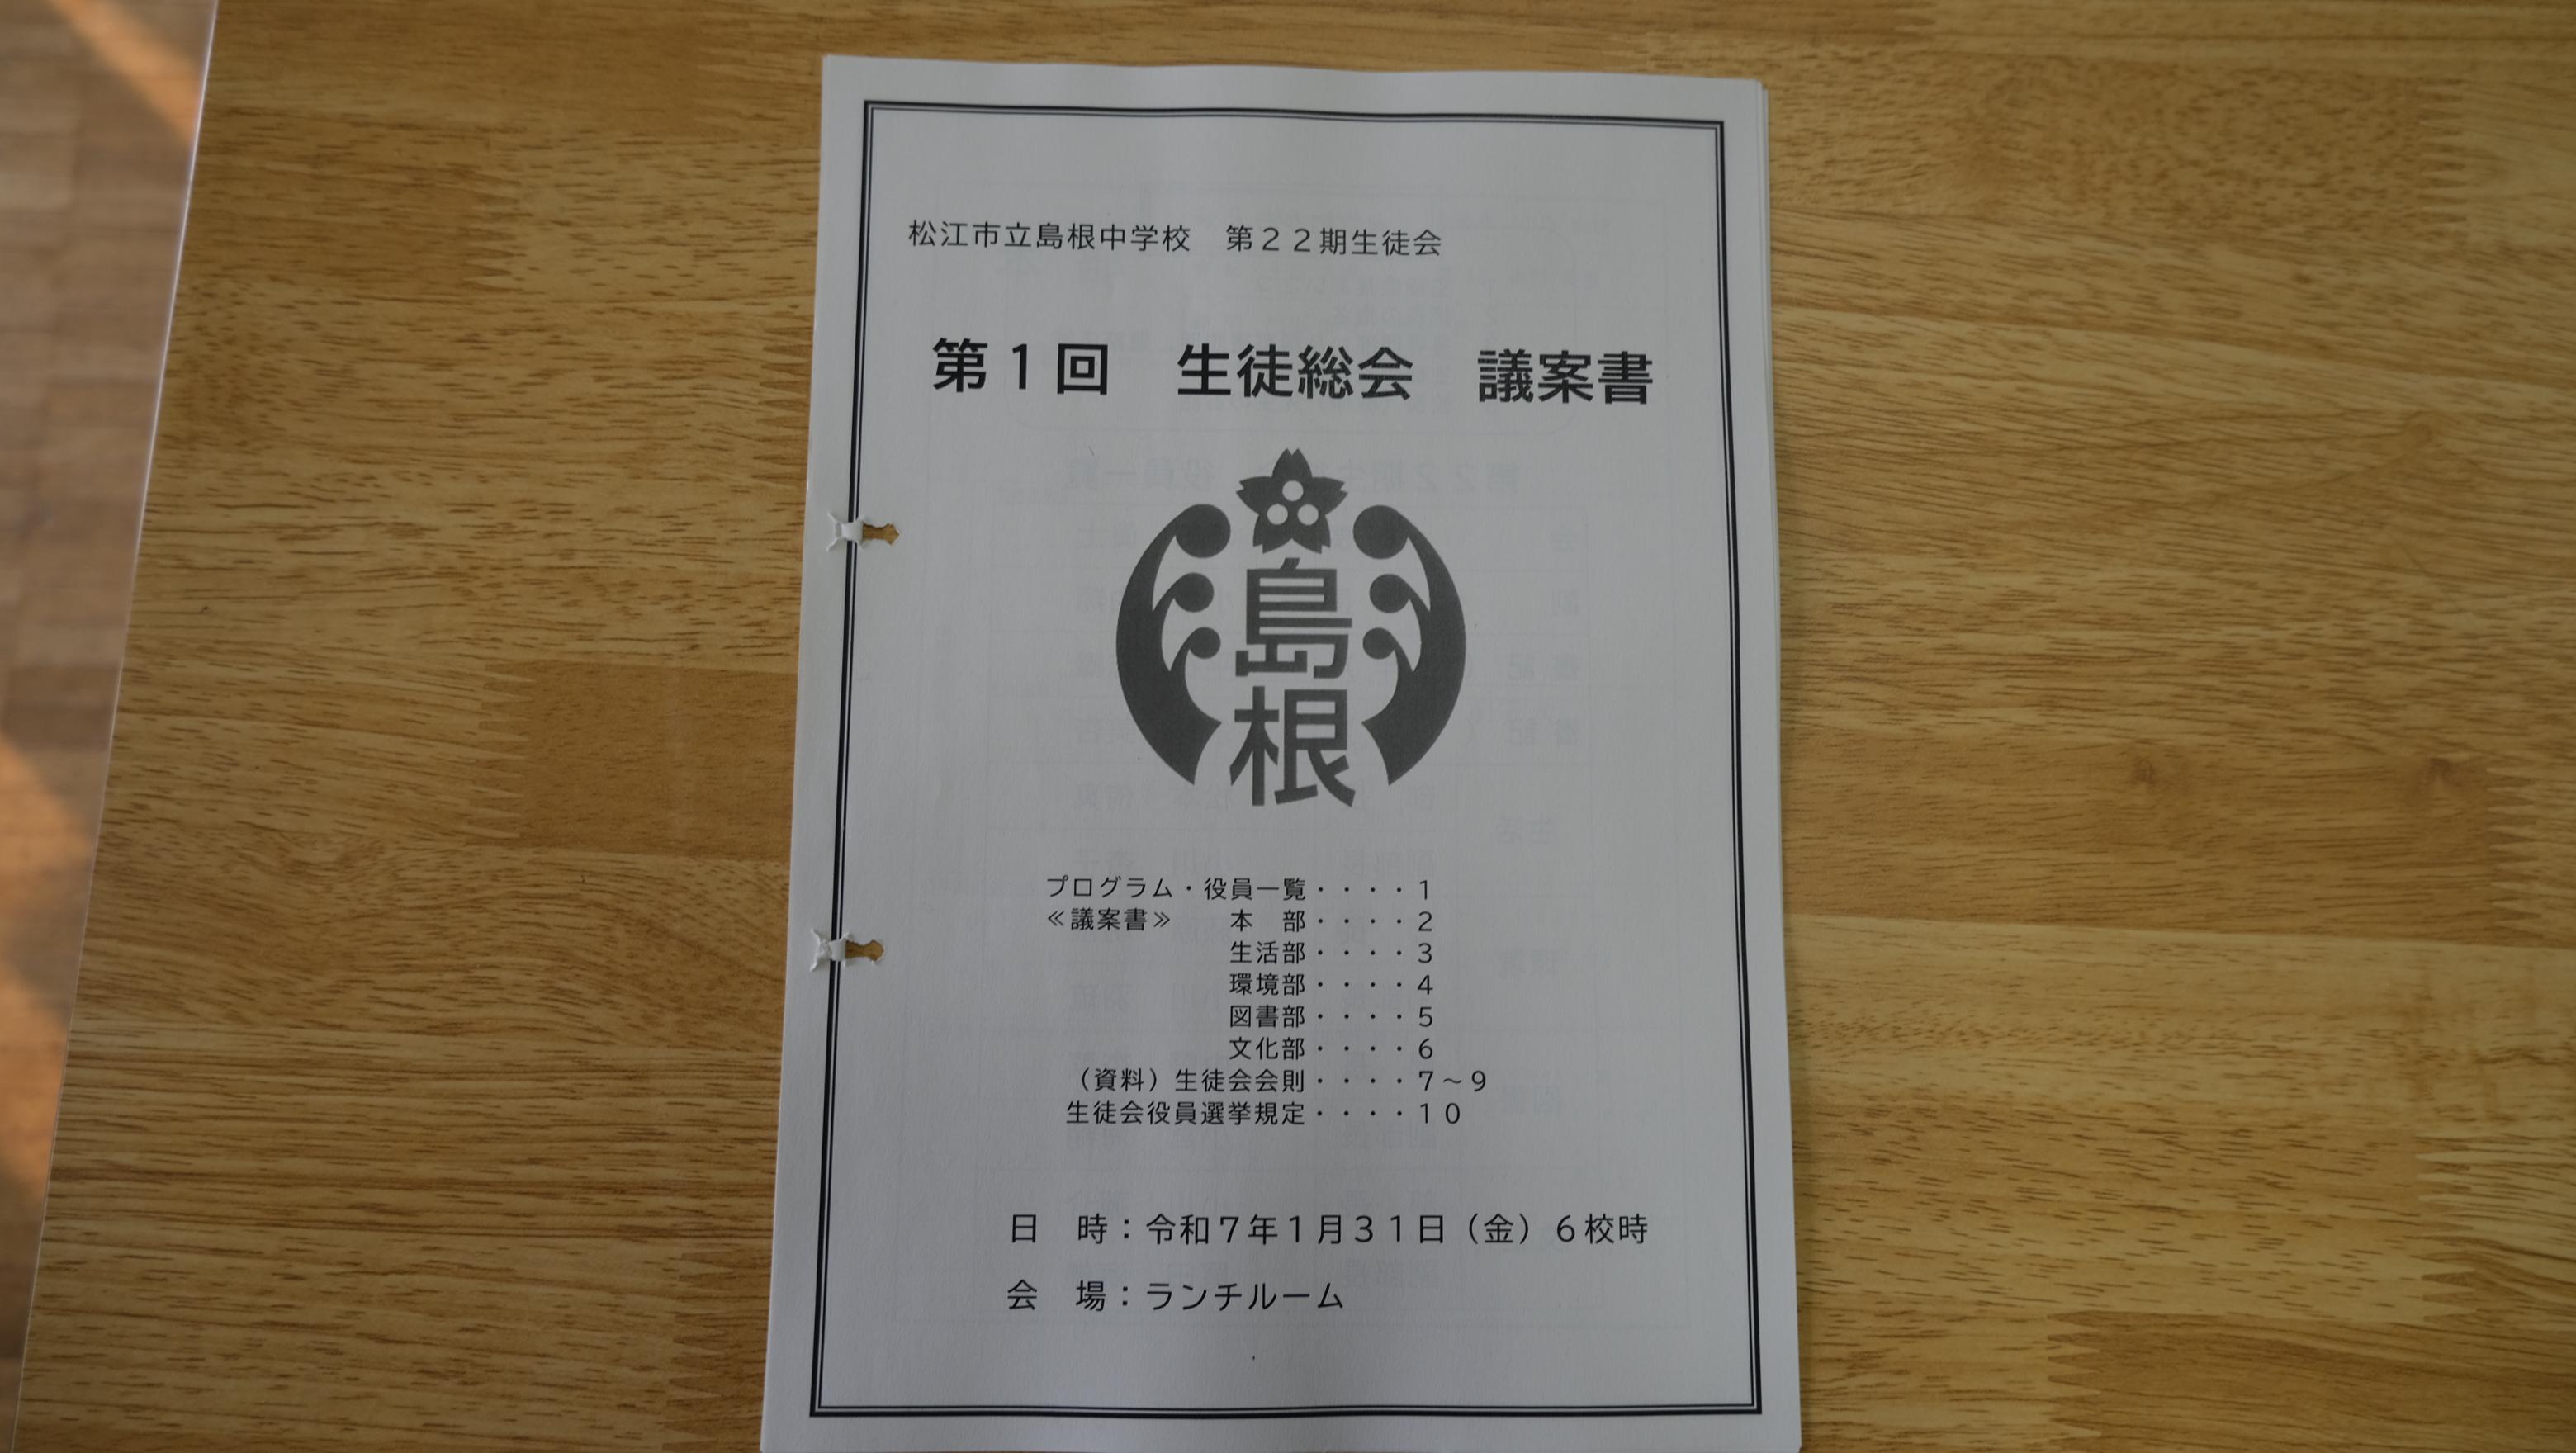 松江市立島根中学校　第２２期生徒会
第１回　生徒総会　議案書
島
根
プログラム・役員一覧・・・・１
≪議案書≫　　本　部・・・・２
生活部・・・・３
環境部・・・・４
図書部・・・・５
文化部・・・・６
（資料）生徒会会則・・・・７～９
生徒会役員選挙規定・・・・１０
日　時：令和７年１月３１日（金）６校時
会　場：ランチルーム